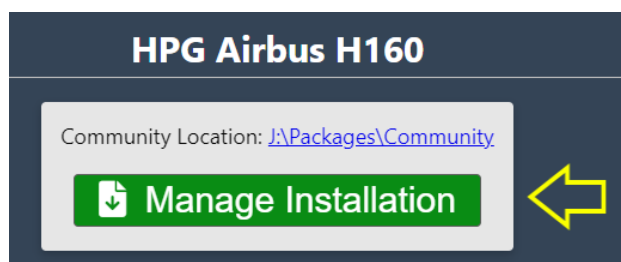 HPG Airbus H160
Community Location: J:\Packages\Community
Manage Installation